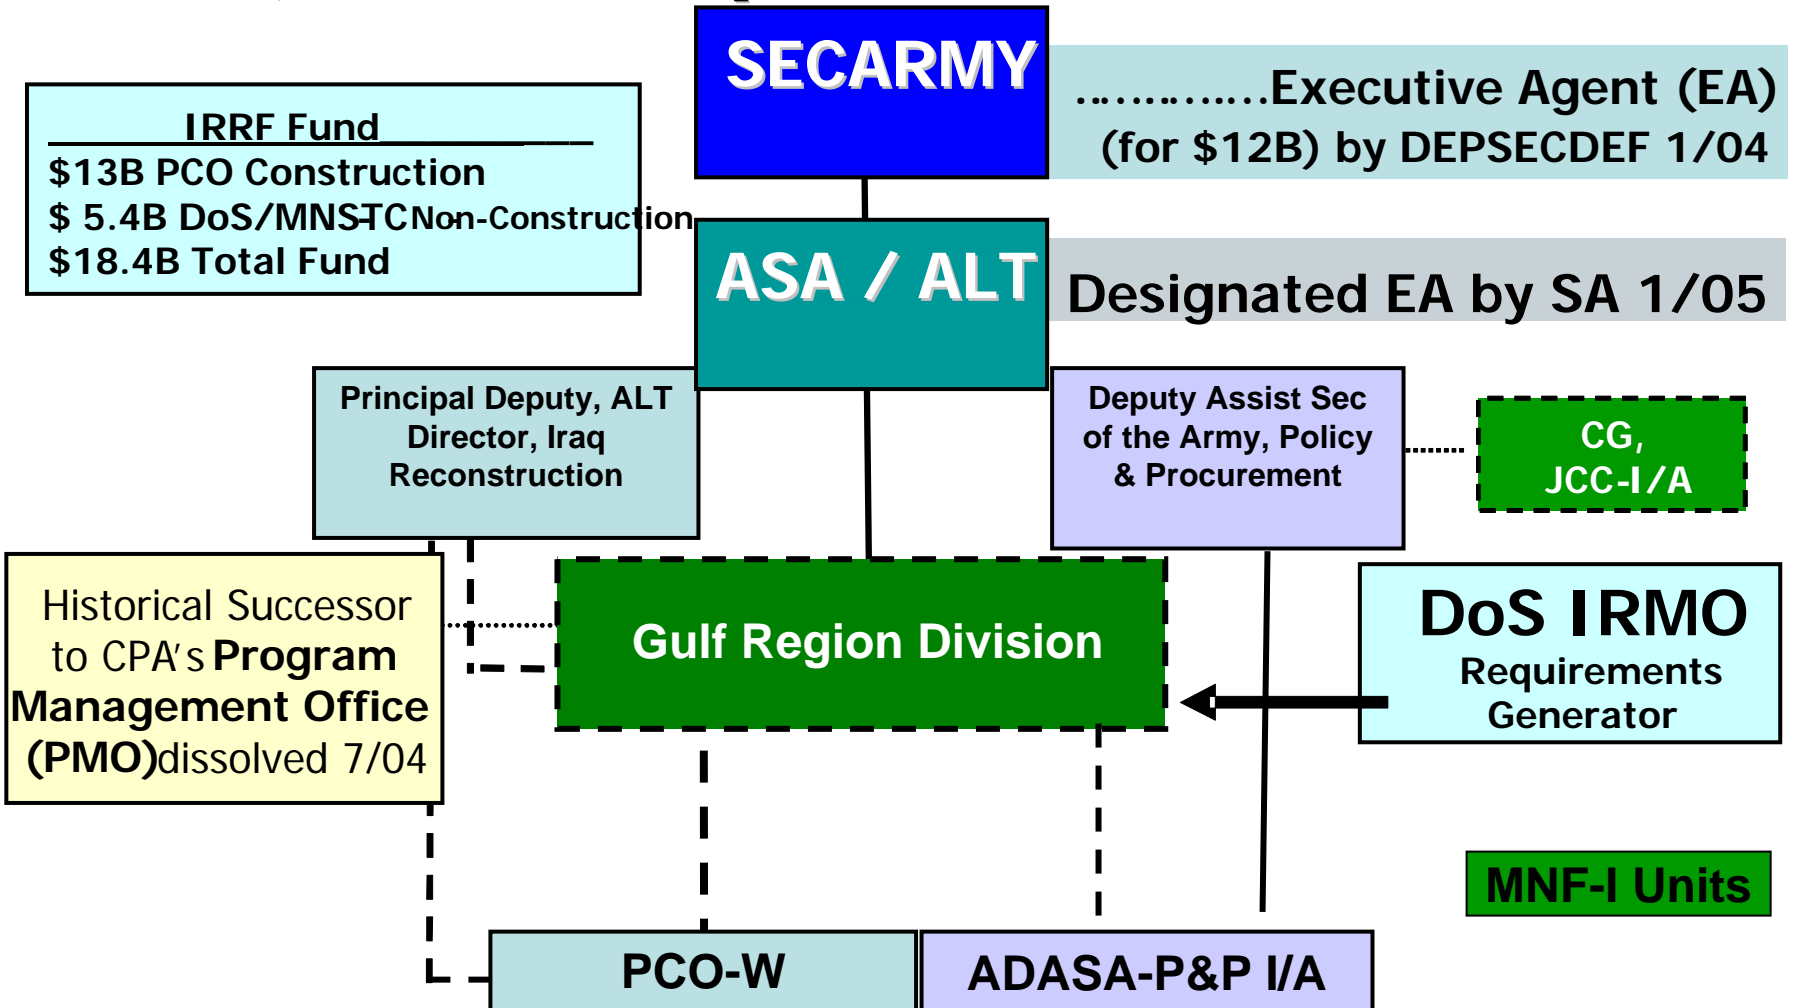 SECARMY
………….Executive Agent (EA)
(for $12B) by DEPSECDEF 1/04
IRRF Fund
$13B PCO Construction
$ 5.4B DoS/MNSTC-Non-Construction
$18.4B Total Fund
ASA / ALT
Designated EA by SA 1/05
Principal Deputy, ALT
Director, Iraq
Reconstruction
Deputy Assist Sec
of the Army, Policy
& Procurement
CG,
JCC-I/A
Historical Successor
to CPA's Program
Management Office
(PMO)dissolved 7/04
Gulf Region Division
DoS IRMO
Requirements
Generator
MNF-I Units
PCO-W
ADASA-P&P I/A